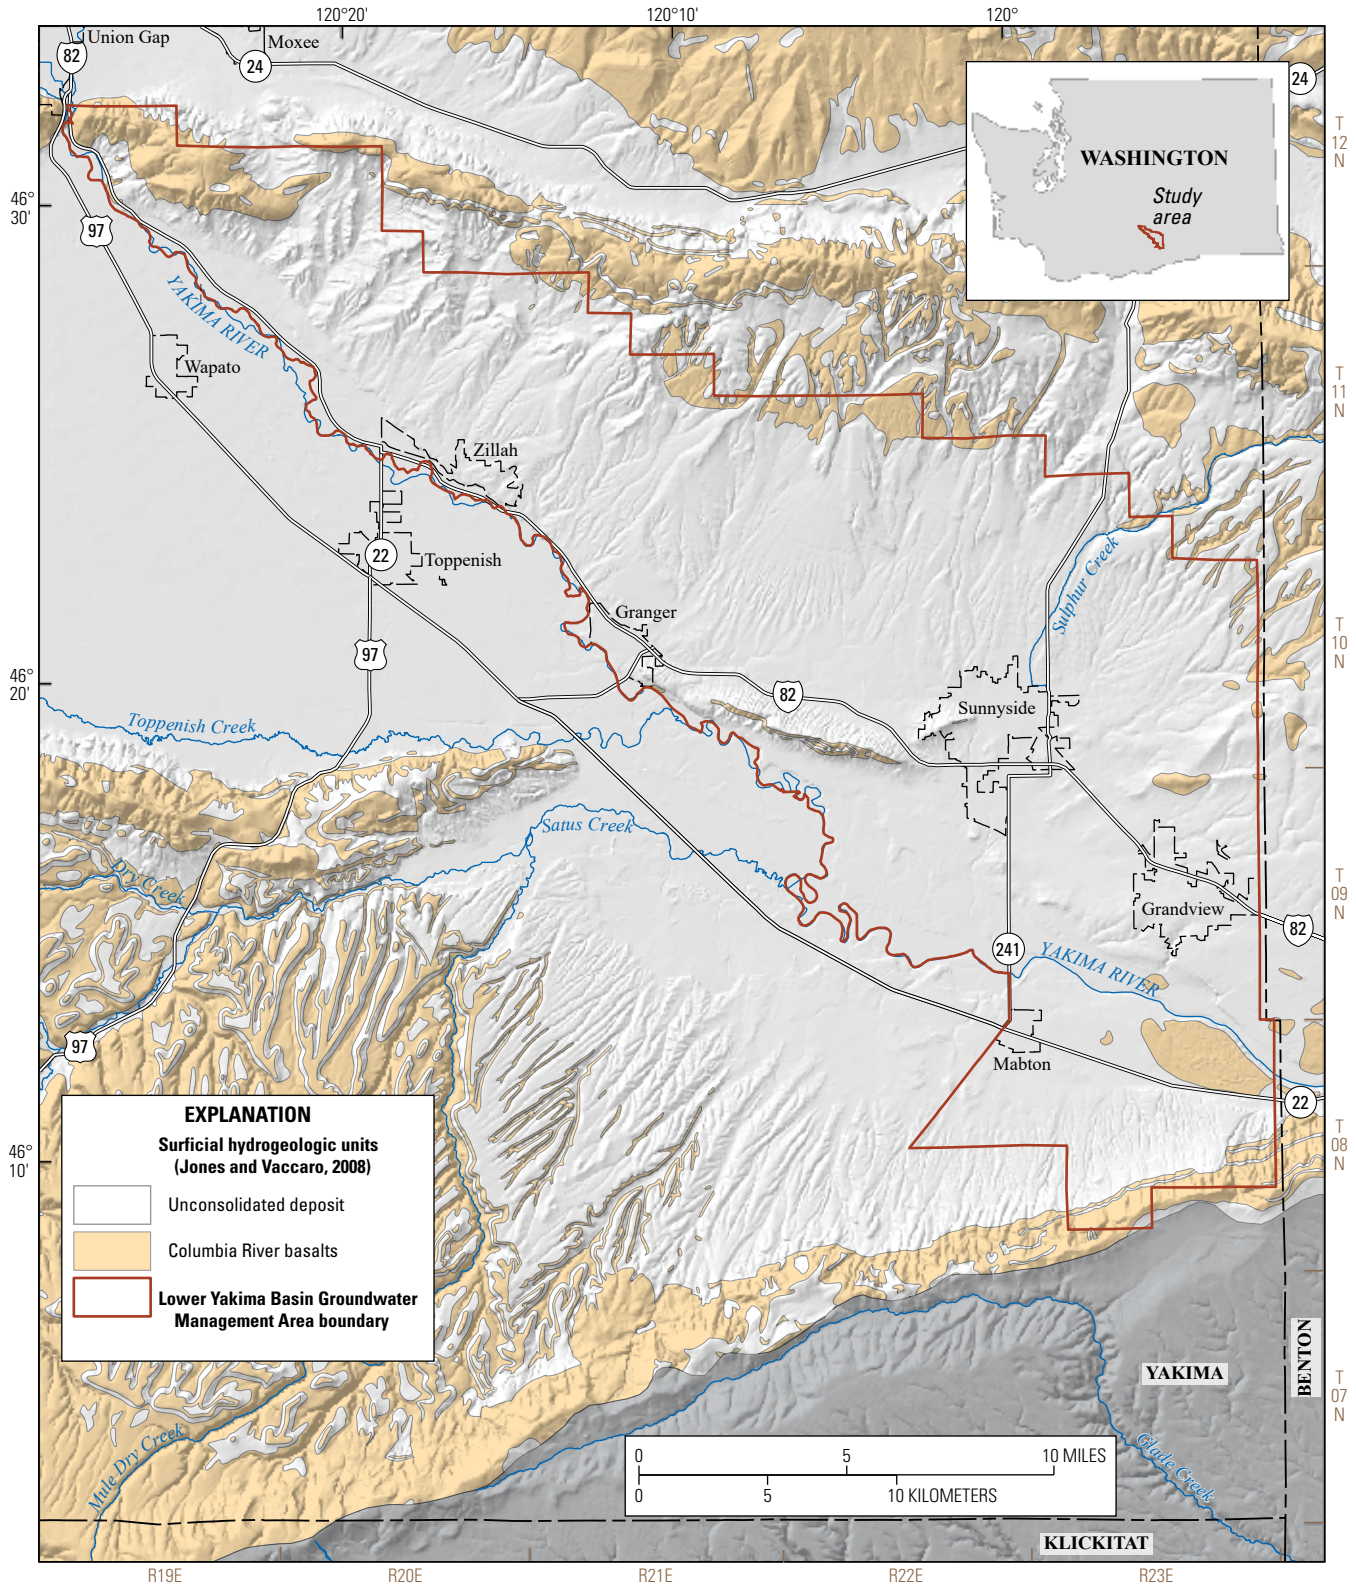 120°20'
120°10'
120°
Union Gap
Moxee
82
24
24
WASHINGTON
Study
area
T
12
N
46°
30'
97
YAKIMA RIVER
Wapato
T
11
N
Zillah
22
Toppenish
Sulphur Creek
Granger
T
10
N
97
46°
20'
82
Sunnyside
Toppenish Creek
Satus Creek
Dry Creek
T
09
N
Grandview
82
241
YAKIMA RIVER
97
Mabton
22
EXPLANATION
Surficial hydrogeologic units
(Jones and Vaccaro, 2008)
Unconsolidated deposit
Columbia River basalts
Lower Yakima Basin Groundwater
Management Area boundary
46°
10'
T
08
N
BENTON
YAKIMA
T
07
N
Mule Dry Creek
Glade Creek
0 5 10 MILES
0 5 10 KILOMETERS
KLICKITAT
R19E
R20E
R21E
R22E
R23E